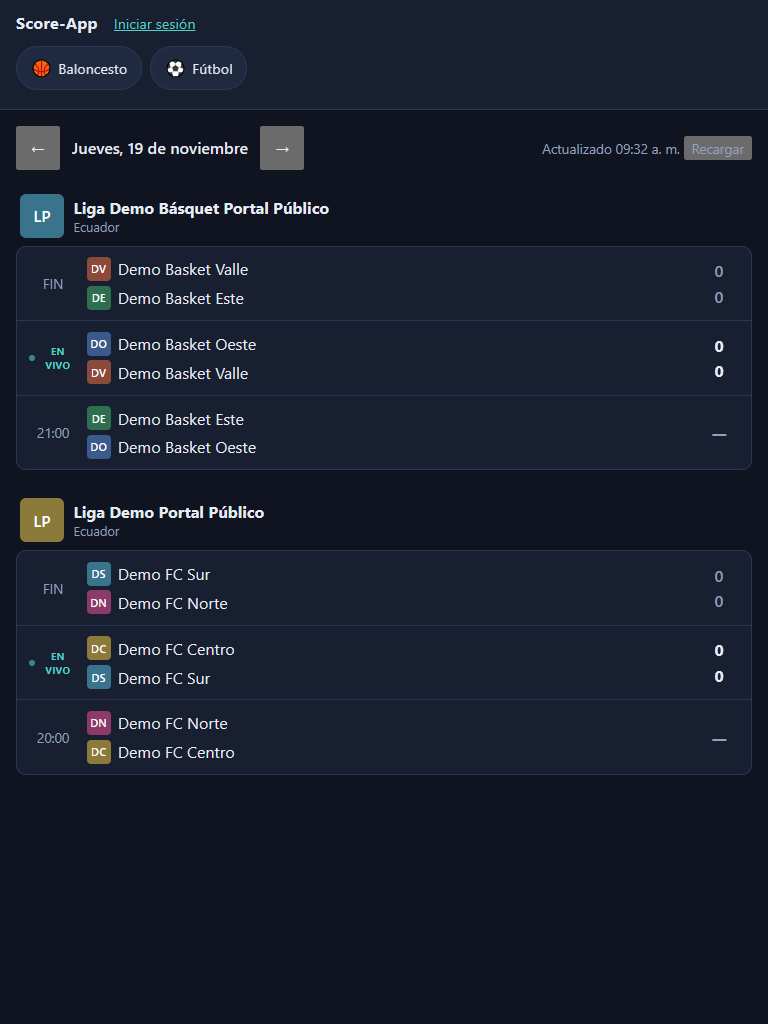 Score-App Iniciar sesión
Baloncesto Fútbol
← Jueves, 19 de noviembre → Actualizado 09:32 a. m. Recargar
LP Liga Demo Básquet Portal Público
Ecuador
FIN
DV Demo Basket Valle 0
DE Demo Basket Este 0
EN VIVO
DO Demo Basket Oeste 0
DV Demo Basket Valle 0
21:00
DE Demo Basket Este
DO Demo Basket Oeste
—
LP Liga Demo Portal Público
Ecuador
FIN
DS Demo FC Sur 0
DN Demo FC Norte 0
EN VIVO
DC Demo FC Centro 0
DS Demo FC Sur 0
20:00
DN Demo FC Norte
DC Demo FC Centro
—